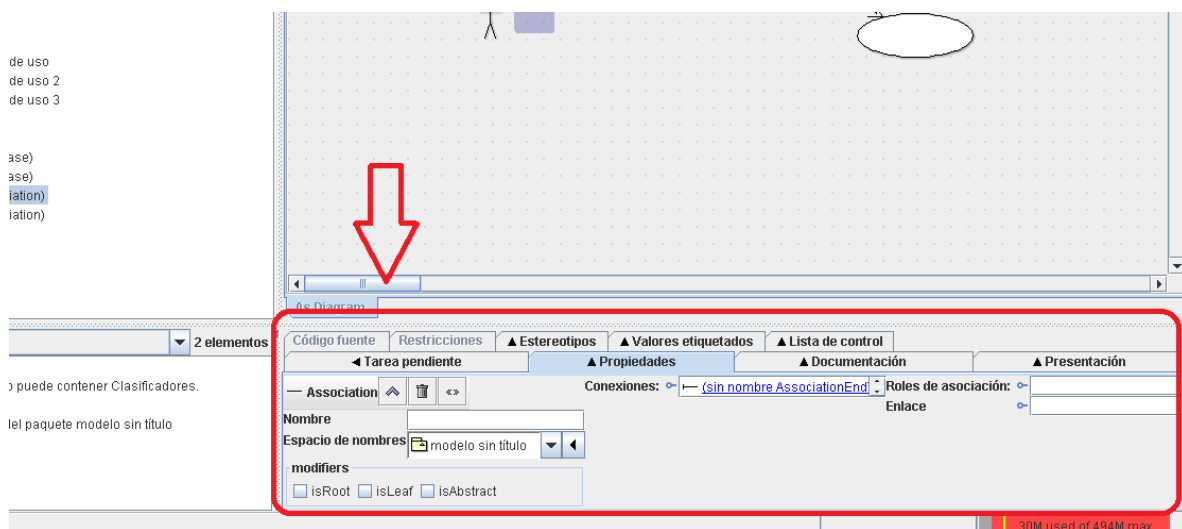 de uso
de uso 2
de uso 3
ase)
ase)
iation)
iation)
As Diagram
2 elementos
Código fuente Restricciones ▲ Estereotipos ▲ Valores etiquetados ▲ Lista de control
◄ Tarea pendiente ▲ Propiedades ▲ Documentación ▲ Presentación
o puede contener Clasificadores.
lel paquete modelo sin título
Association
Conexiones: (sin nombre AssociationEnd
Roles de asociación:
Enlace
Nombre
Espacio de nombres modelo sin título
modifiers
isRoot isLeaf isAbstract
30M used of 494M max